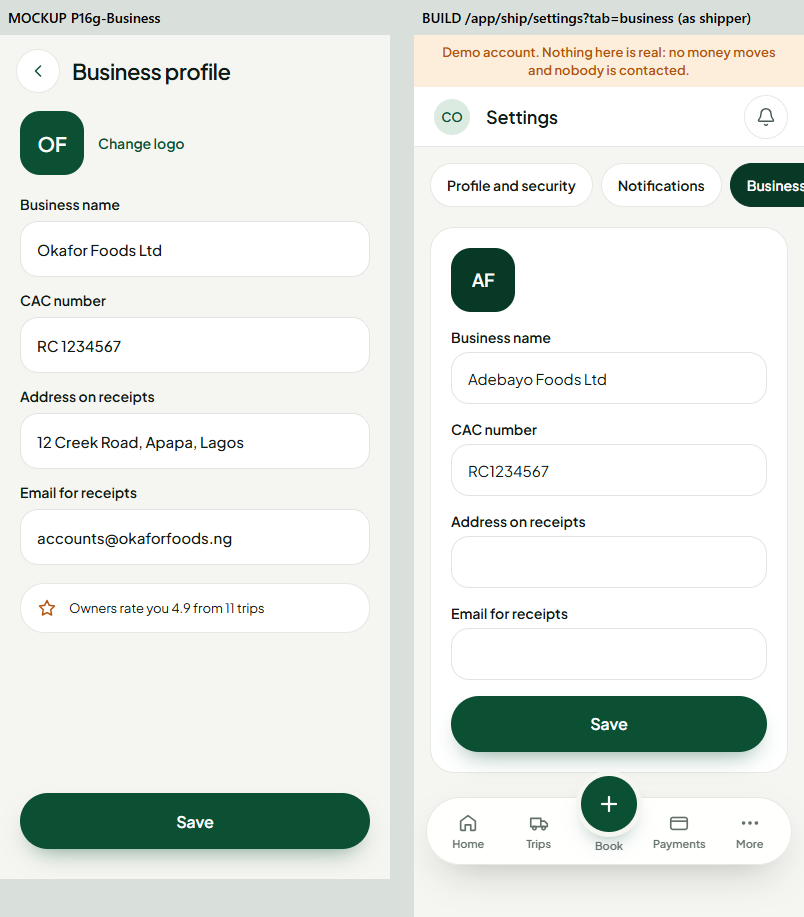 MOCKUP P16g-Business
Business profile
OF
Change logo
Business name
Okafor Foods Ltd
CAC number
RC 1234567
Address on receipts
12 Creek Road, Apapa, Lagos
Email for receipts
accounts@okaforfoods.ng
Owners rate you 4.9 from 11 trips
Save
BUILD /app/ship/settings?tab=business (as shipper)
Demo account. Nothing here is real: no money moves
and nobody is contacted.
CO
Settings
Profile and security
Notifications
Business
AF
Business name
Adebayo Foods Ltd
CAC number
RC1234567
Address on receipts
Email for receipts
Save
Home
Trips
Book
Payments
More